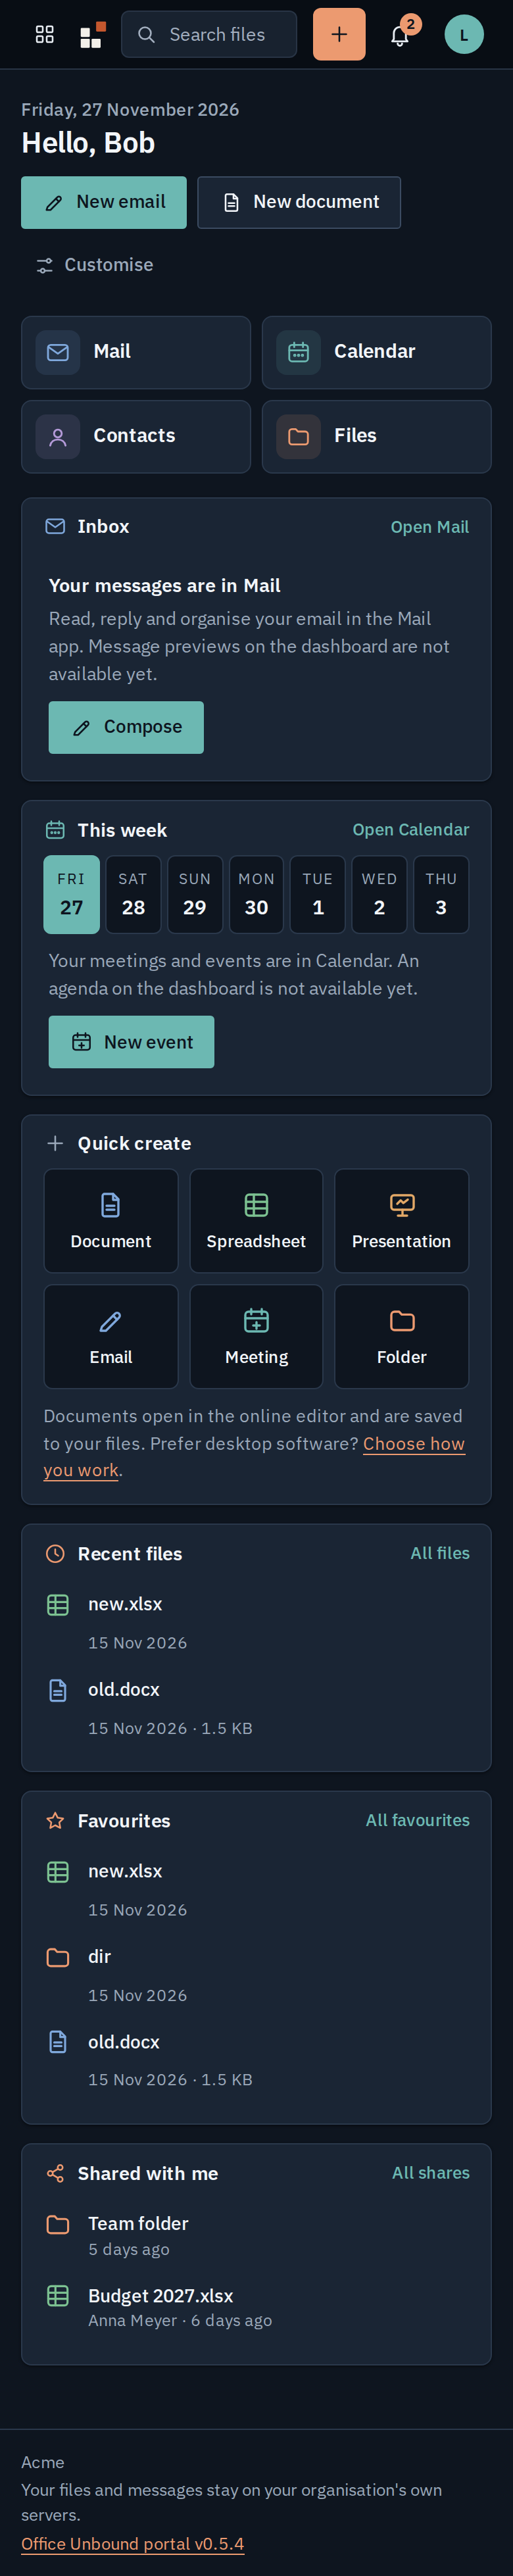 Search files
2
L
Friday, 27 November 2026
Hello, Bob
New email
New document
Customise
Mail
Calendar
Contacts
Files
Inbox
Open Mail
Your messages are in Mail
Read, reply and organise your email in the Mail
app. Message previews on the dashboard are not
available yet.
Compose
This week
Open Calendar
FRI SAT SUN MON TUE WED THU
27 28 29 30 1 2 3
Your meetings and events are in Calendar. An
agenda on the dashboard is not available yet.
New event
Quick create
Document Spreadsheet Presentation
Email Meeting Folder
Documents open in the online editor and are saved
to your files. Prefer desktop software? Choose how
you work.
Recent files
All files
new.xlsx
15 Nov 2026
old.docx
15 Nov 2026 · 1.5 KB
Favourites
All favourites
new.xlsx
15 Nov 2026
dir
15 Nov 2026
old.docx
15 Nov 2026 · 1.5 KB
Shared with me
All shares
Team folder
5 days ago
Budget 2027.xlsx
Anna Meyer · 6 days ago
Acme
Your files and messages stay on your organisation's own
servers.
Office Unbound portal v0.5.4